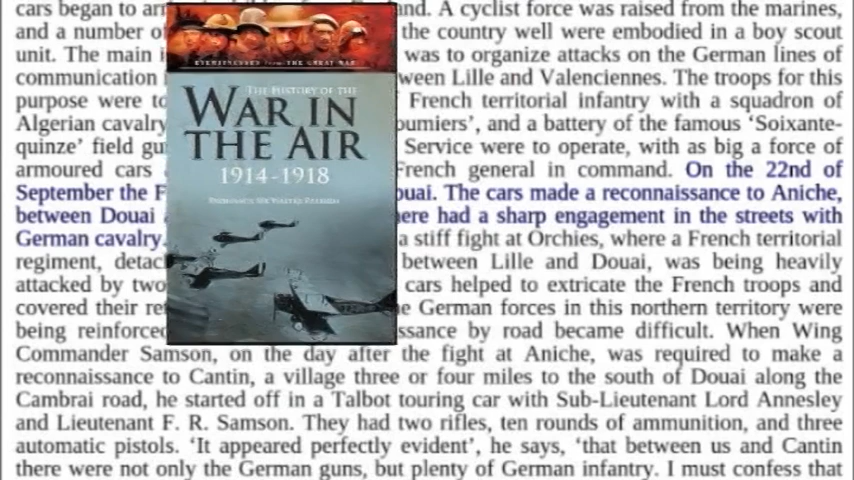 cars began to
and. A cyclist force was raised from the marines,
and a number of
the country well were embodied in a boy scout
unit. The main
was to organize attacks on the German lines of
communication
ween Lille and Valenciennes. The troops for this
purpose were to
French territorial infantry with a squadron of
Algerian cavalry
oumiers', and a battery of the famous 'Soixante-
quinze' field gu
Service were to operate, with as big a force of
armoured cars
French general in command. On the 22nd of
September the F
ouai. The cars made a reconnaissance to Aniche,
between Douai
here had a sharp engagement in the streets with
German cavalry.
a stiff fight at Orchies, where a French territorial
regiment, detac
between Lille and Douai, was being heavily
attacked by two
cars helped to extricate the French troops and
covered their ret
he German forces in this northern territory were
being reinforce
ssance by road became difficult. When Wing
EYEWITNESSES FROM THE GREAT WAR
THE HISTORY OF THE
WAR IN
THE AIR
1914-1918
SIR WALTER RALEIGH
Commander Samson, on the day after the fight at Aniche, was required to make a
reconnaissance to Cantin, a village three or four miles to the south of Douai along the
Cambrai road, he started off in a Talbot touring car with Sub-Lieutenant Lord Annesley
and Lieutenant F. R. Samson. They had two rifles, ten rounds of ammunition, and three
automatic pistols. 'It appeared perfectly evident', he says, 'that between us and Cantin
there were not only the German guns, but plenty of German infantry. I must confess that